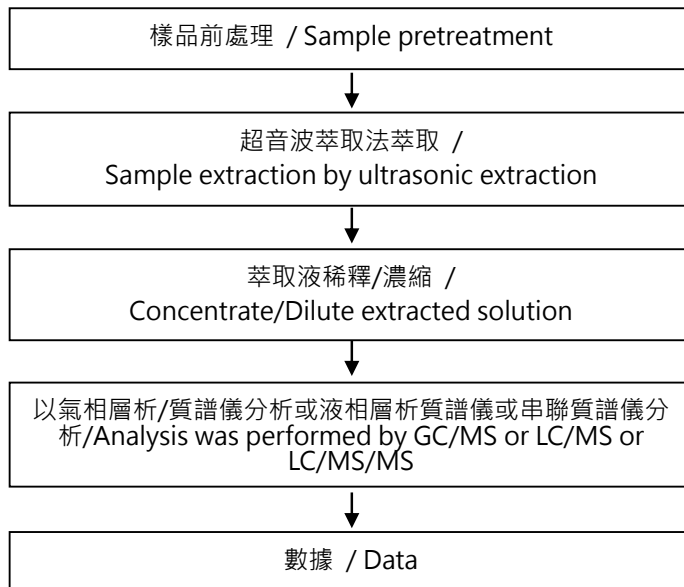 樣品前處理 / Sample pretreatment
超音波萃取法萃取 /
Sample extraction by ultrasonic extraction
萃取液稀釋/濃縮 /
Concentrate/Dilute extracted solution
以氣相層析/質譜儀分析或液相層析質譜儀或串聯質譜儀分
析/Analysis was performed by GC/MS or LC/MS or
LC/MS/MS
數據 / Data